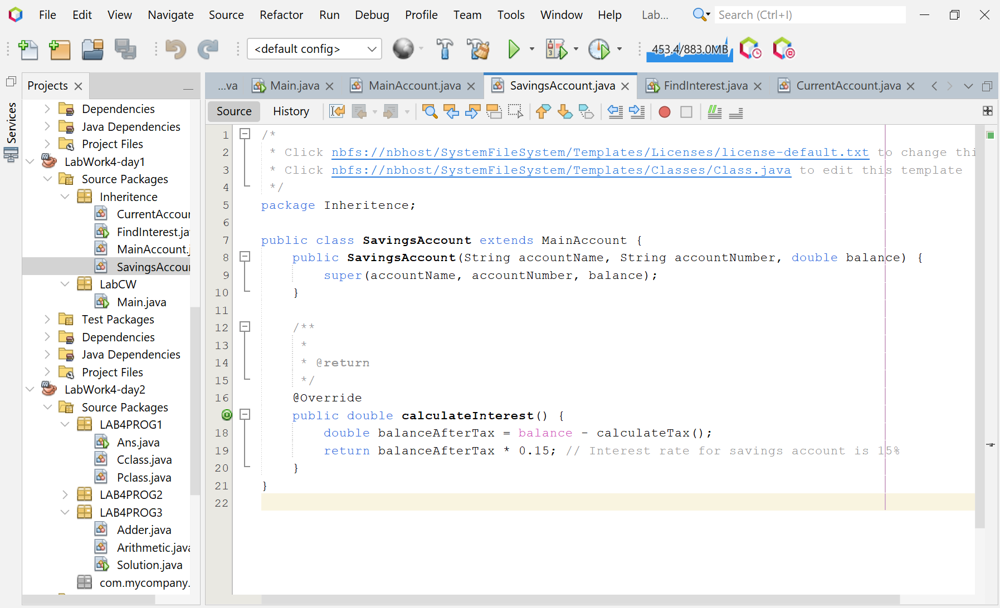 File Edit View Navigate Source Refactor Run Debug Profile Team Tools Window Help Lab... Search (Ctrl+I)
<default config> 453.4/883.0MB
Services
Projects
Dependencies
Java Dependencies
Project Files
LabWork4-day1
Source Packages
Inheritence
CurrentAccour
FindInterest.ja
MainAccount.j
SavingsAccour
LabCW
Main.java
Test Packages
Dependencies
Java Dependencies
Project Files
LabWork4-day2
Source Packages
LAB4PROG1
Ans.java
Cclass.java
Pclass.java
LAB4PROG2
LAB4PROG3
Adder.java
Arithmetic.java
Solution.java
com.mycompany.
...va Main.java MainAccount.java SavingsAccount.java FindInterest.java CurrentAccount.java
Source History
1 /*
2 * Click nbfs://nbhost/SystemFileSystem/Templates/Licenses/license-default.txt to change thi
3 * Click nbfs://nbhost/SystemFileSystem/Templates/Classes/Class.java to edit this template
4 */
5 package Inheritence;
6
7 public class SavingsAccount extends MainAccount {
8 public SavingsAccount(String accountName, String accountNumber, double balance) {
9 super(accountName, accountNumber, balance);
10 }
11
12 /**
13 *
14 * @return
15 */
16 @Override
public double calculateInterest() {
18 double balanceAfterTax = balance - calculateTax();
19 return balanceAfterTax * 0.15; // Interest rate for savings account is 15%
20 }
21 }
22